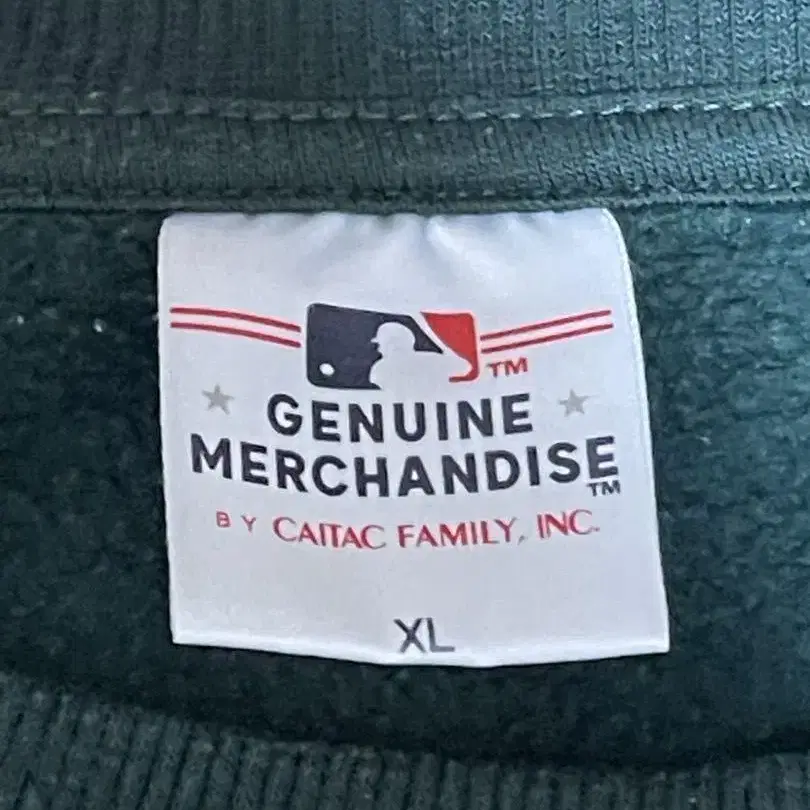 TM
GENUINE
MERCHANDISE
TM
BY CAITAC FAMILY, INC.
XL